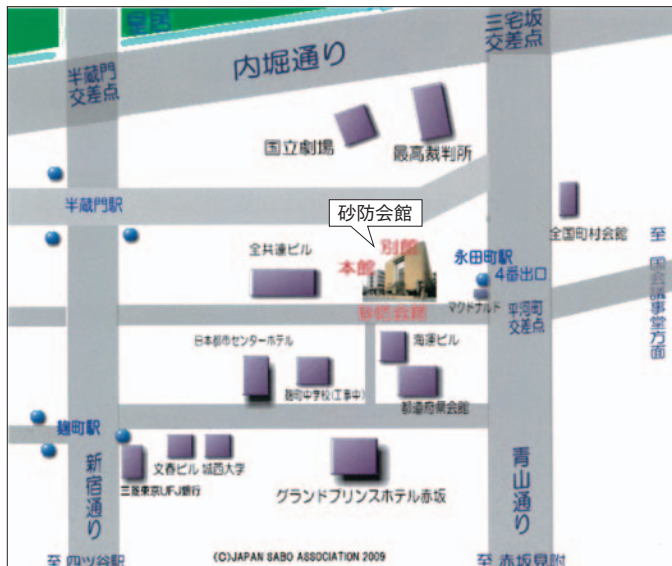 皇居
三宅坂
交差点
内堀通り
半蔵門
交差点
国立劇場
最高裁判所
半蔵門駅
砂防会館
全国町村会館
別館
本館
全共連ビル
永田町駅
4番出口
マクドナルド
平河町
交差点
至 国会議事堂方面
砂防会館
日本都市センターホテル
海運ビル
麹町中学校(工事中)
都道府県会館
麹町駅
文春ビル
城西大学
三菱東京UFJ銀行
グランドプリンスホテル赤坂
新宿通り
青山通り
至 四ツ谷駅
(C)JAPAN SABO ASSOCIATION 2009
至 赤坂見附